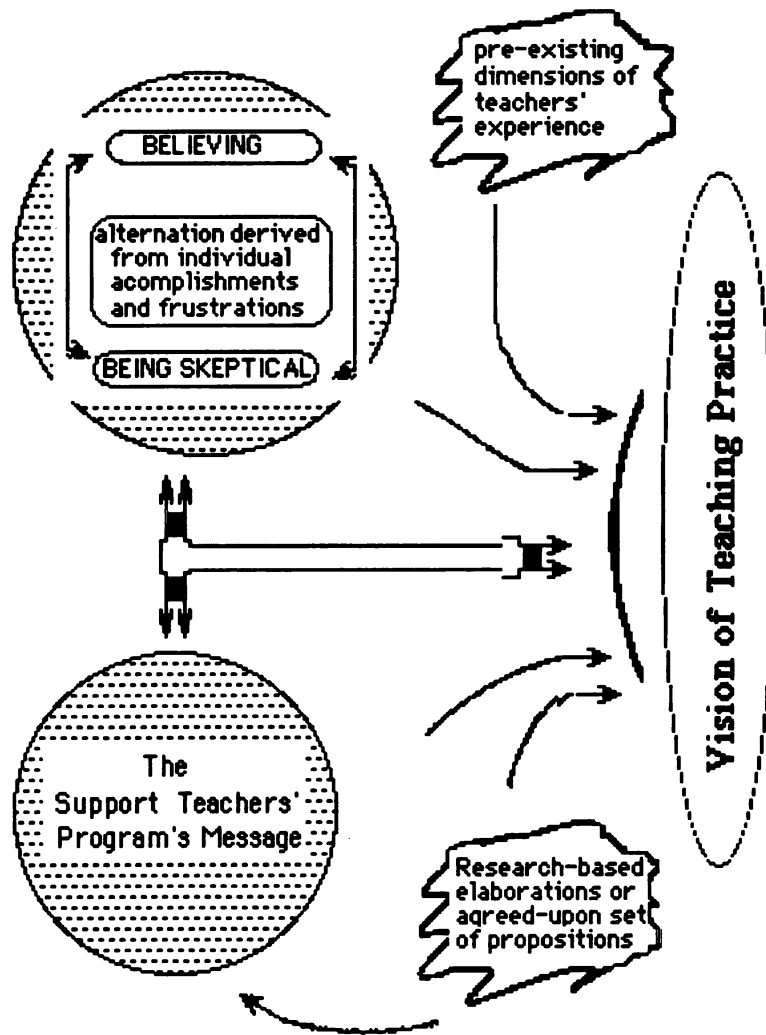 pre-existing
dimensions of
teachers'
experience
BELIEVING
alternation derived
from individual
acomplishments
and frustrations
BEING SKEPTICAL
Vision of Teaching Practice
The
Support Teachers'
Program's Message
Research-based
elaborations or
agreed-upon set
of propositions